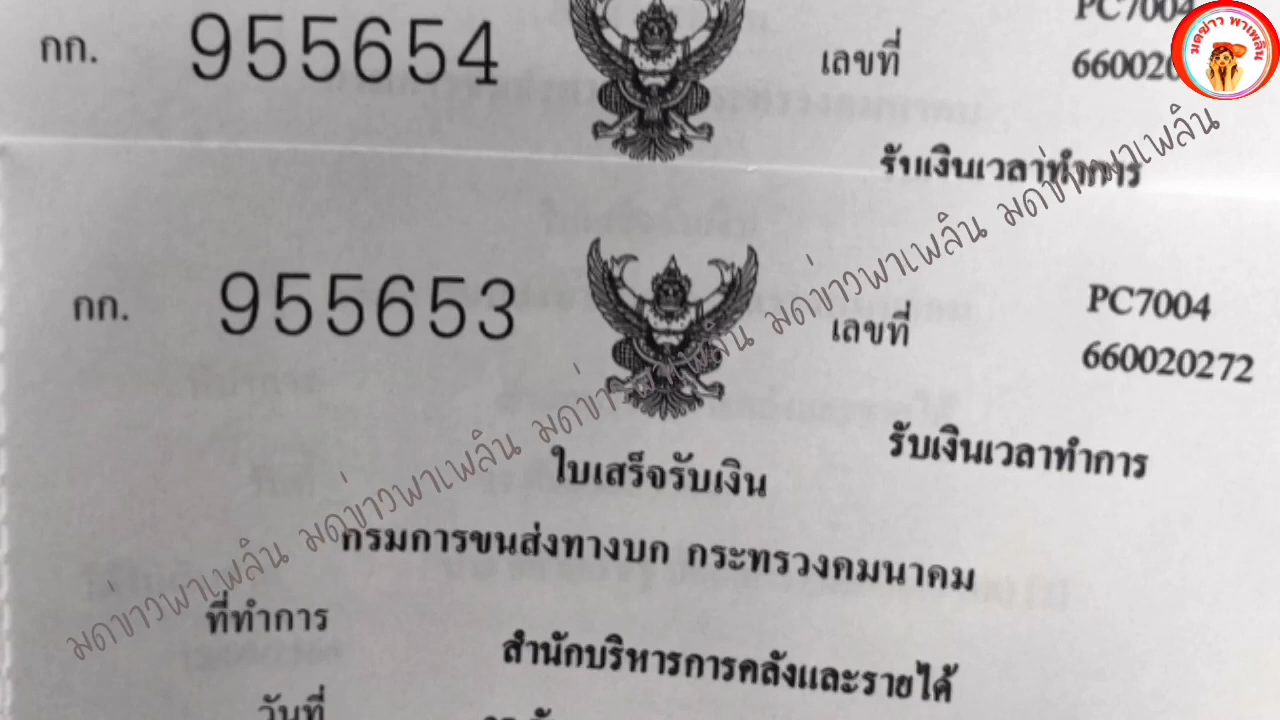 กก. 955654 เลขที่ PC7004
รับเงินเวลาทำการ
กก. 955653 เลขที่ PC7004
660020272
รับเงินเวลาทำการ
ใบเสร็จรับเงิน
กรมการขนส่งทางบก กระทรวงคมนาคม
ที่ทำการ
สำนักบริหารการคลังและรายได้
วันที่
มดข่าวพาเพลิน มดข่าวพาเพลิน มดข่าวพาเพลิน มดข่าวพาเพลิน มดข่าวพาเพลิน
มดข่าว พาเพลิน